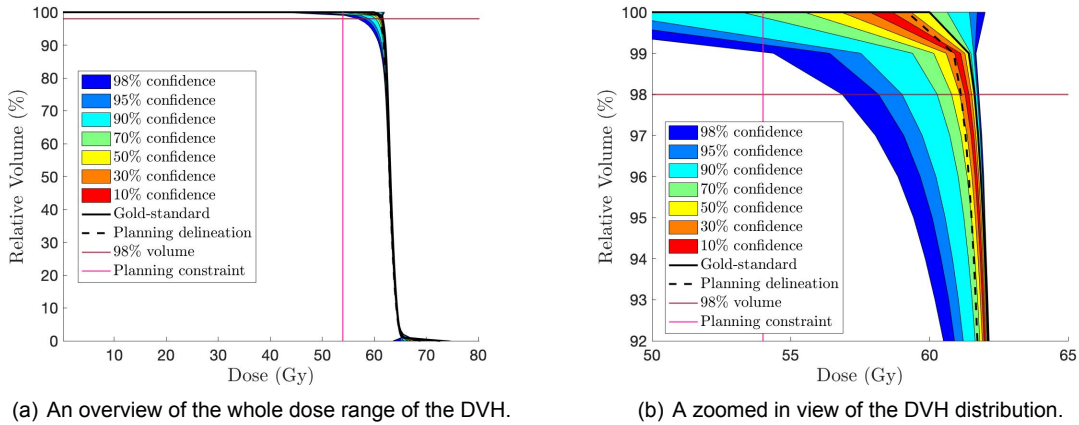 100
90
80
70
60
50
40
30
20
10
0
Relative Volume (%)
98% confidence
95% confidence
90% confidence
70% confidence
50% confidence
30% confidence
10% confidence
Gold-standard
Planning delineation
98% volume
Planning constraint
10 20 30 40 50 60 70 80
Dose (Gy)
(a) An overview of the whole dose range of the DVH.
100
99
98
97
96
95
94
93
92
Relative Volume (%)
98% confidence
95% confidence
90% confidence
70% confidence
50% confidence
30% confidence
10% confidence
Gold-standard
Planning delineation
98% volume
Planning constraint
50 55 60 65
Dose (Gy)
(b) A zoomed in view of the DVH distribution.